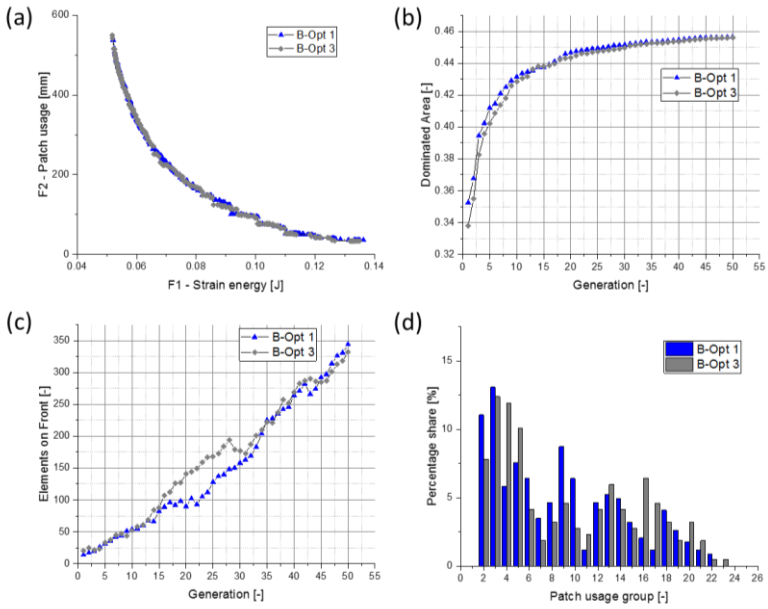 (a)
600
400
200
0
F2 - Patch usage [mm]
B-Opt 1
B-Opt 3
0.04 0.06 0.08 0.10 0.12 0.14
F1 - Strain energy [J]
(b)
0.46
0.44
0.42
0.40
0.38
0.36
0.34
0.32
Dominated Area [-]
B-Opt 1
B-Opt 3
0 5 10 15 20 25 30 35 40 45 50 55
Generation [-]
(c)
350
300
250
200
150
100
50
0
Elements on Front [-]
B-Opt 1
B-Opt 3
0 5 10 15 20 25 30 35 40 45 50 55
Generation [-]
(d)
15
10
5
0
Percentage share [%]
B-Opt 1
B-Opt 3
0 2 4 6 8 10 12 14 16 18 20 22 24 26
Patch usage group [-]